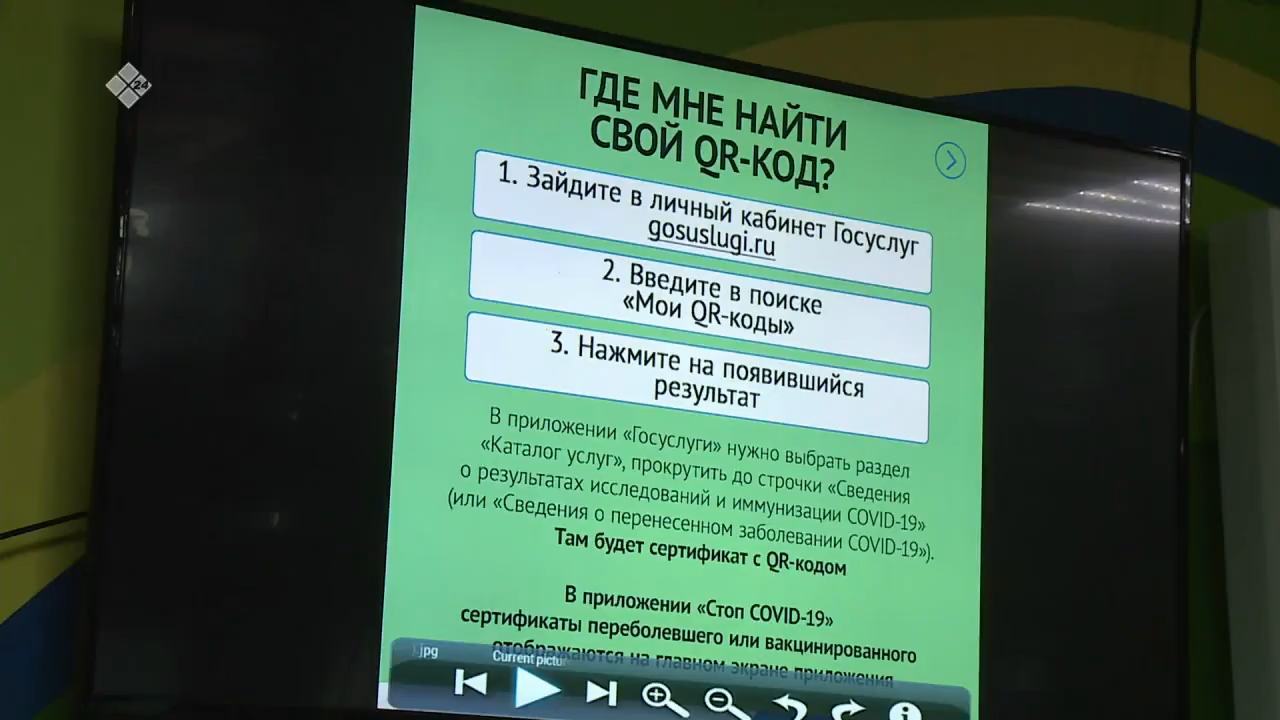 24
ГДЕ МНЕ НАЙТИ
СВОЙ QR-КОД?
1. Зайдите в личный кабинет Госуслуг
gosuslugi.ru
2. Введите в поиске
«Мои QR-коды»
3. Нажмите на появившийся
результат
В приложении «Госуслуги» нужно выбрать раздел
«Каталог услуг», прокрутить до строчки «Сведения
о результатах исследований и иммунизации COVID-19»
(или «Сведения о перенесенном заболевании COVID-19»).
Там будет сертификат с QR-кодом
В приложении «Стоп COVID-19»
сертификаты переболевшего или вакцинированного
отображаются на главном экране приложения
.jpg
Current